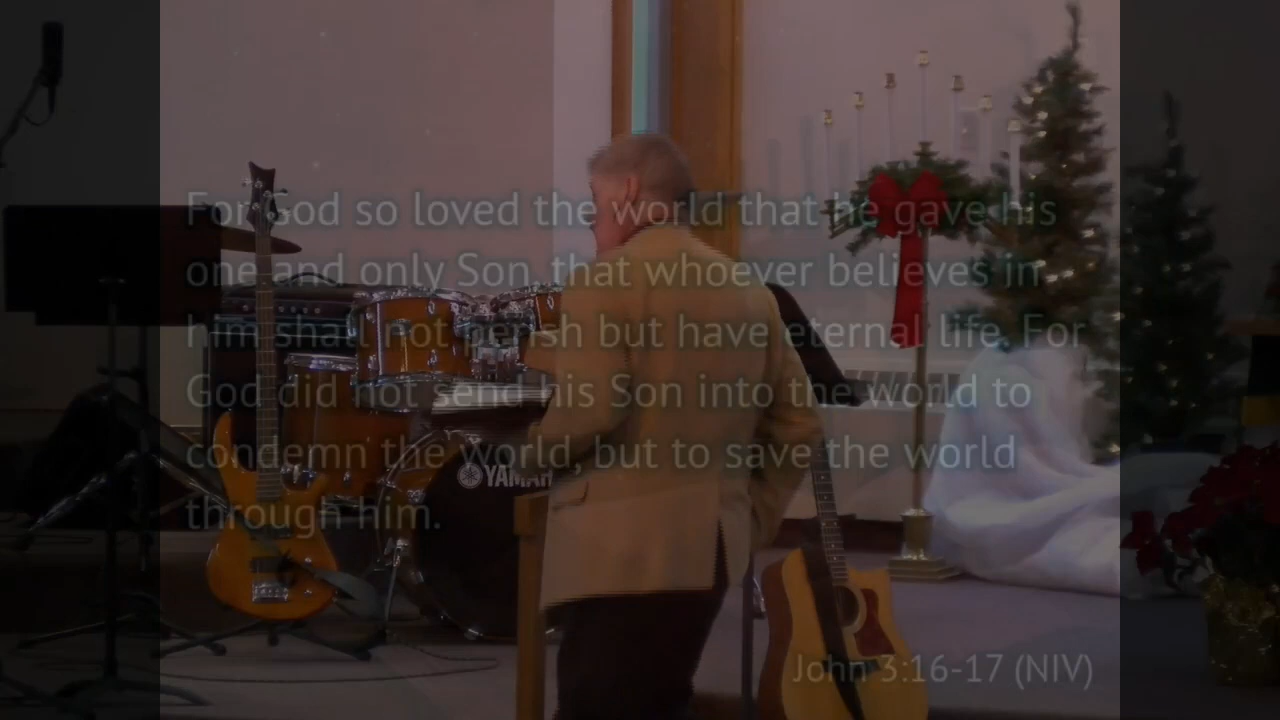 For God so loved the world that he gave his
one and only Son, that whoever believes in
him shall not perish but have eternal life. For
God did not send his Son into the world to
condemn the world, but to save the world
through him.
YAMAH
John 3:16-17 (NIV)